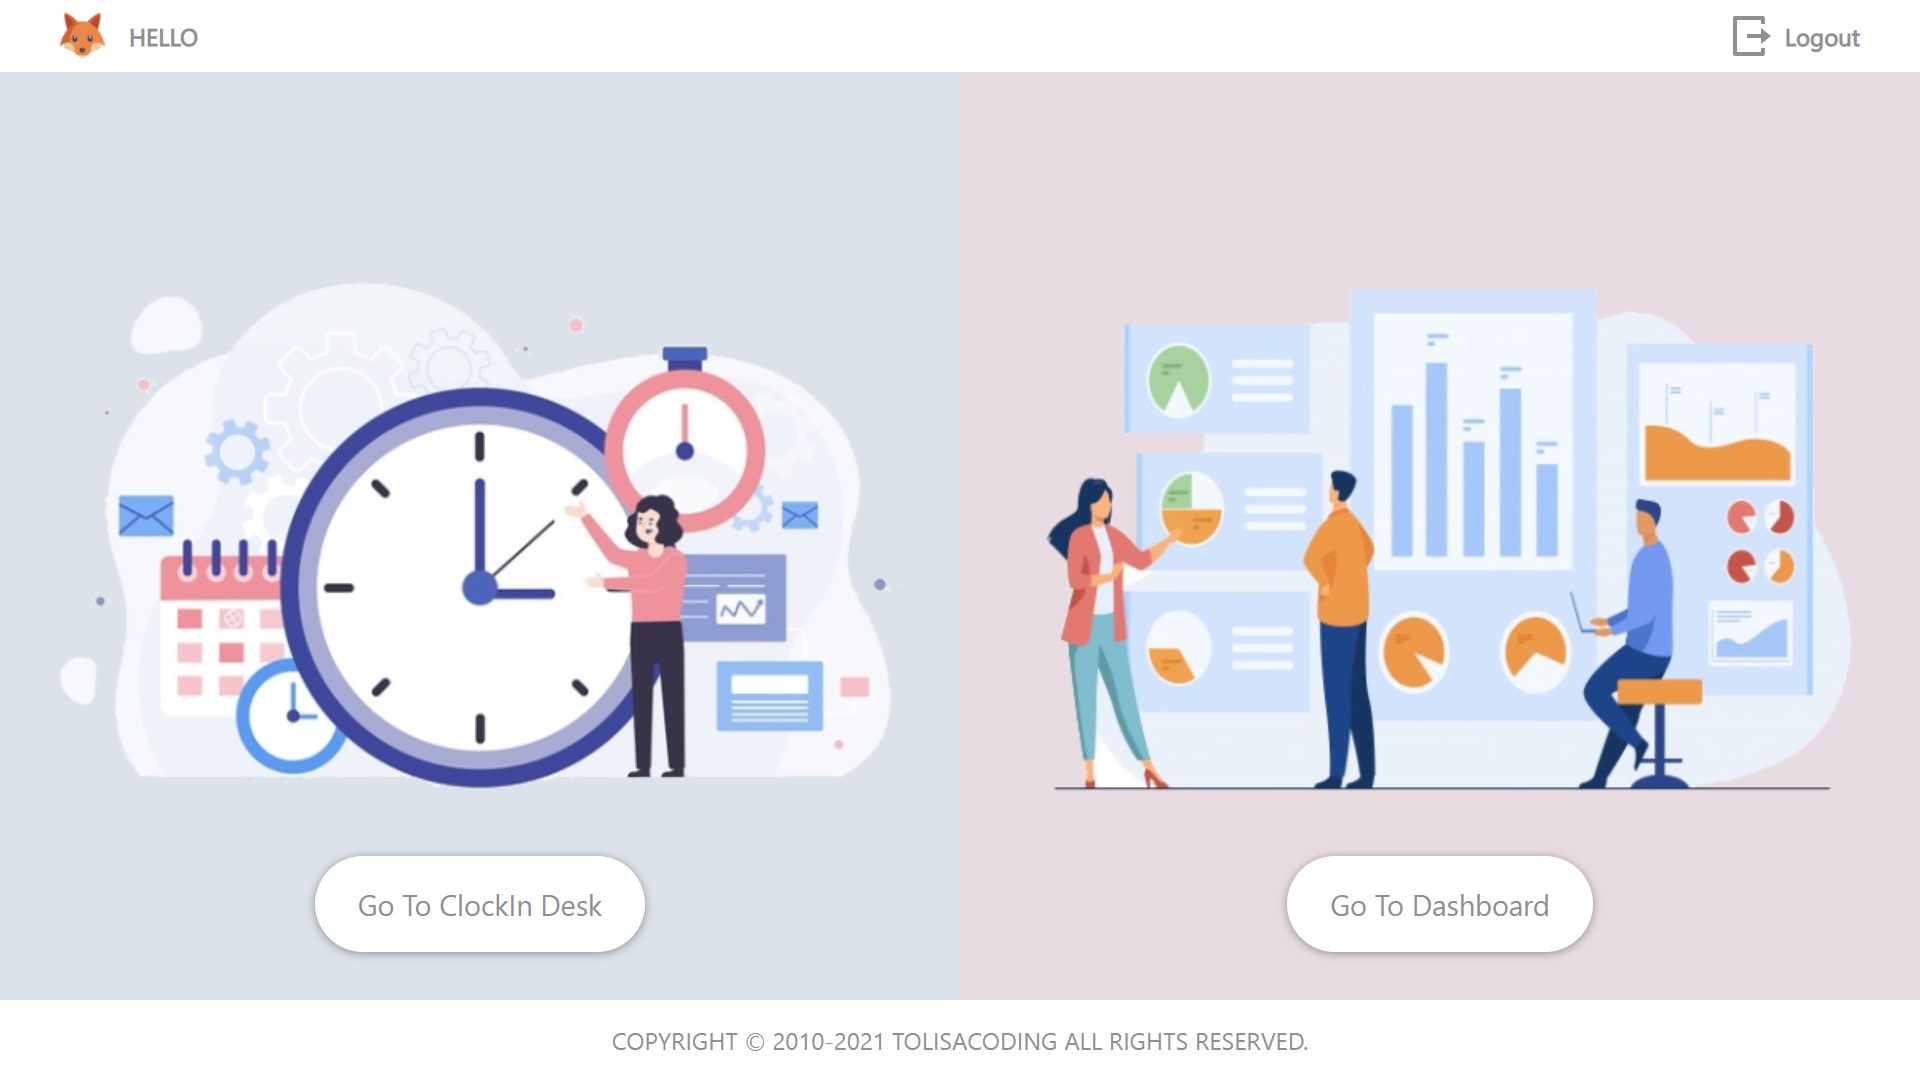 HELLO
Logout
Go To ClockIn Desk
Go To Dashboard
COPYRIGHT © 2010-2021 TOLISACODING ALL RIGHTS RESERVED.